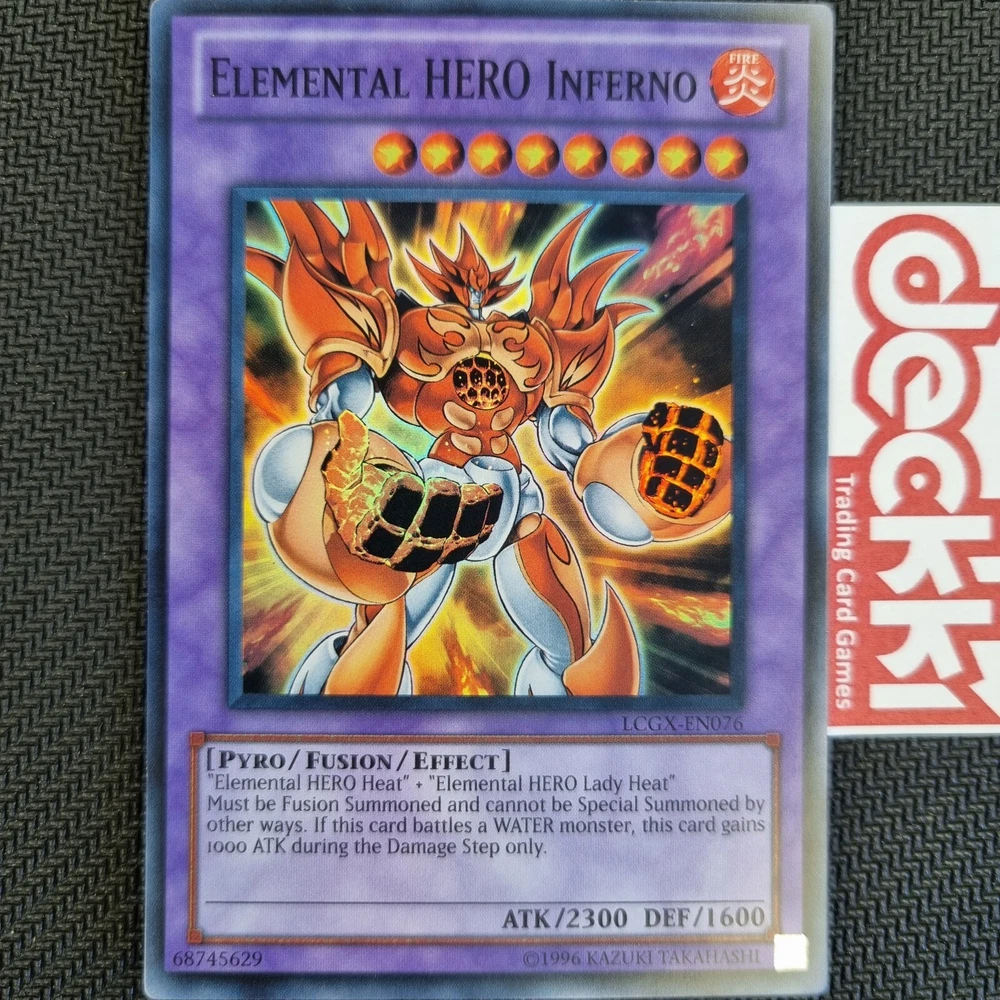 ELEMENTAL HERO INFERNO
FIRE
炎
LCGX-EN076
[PYRO/FUSION/EFFECT]
"Elemental HERO Heat" + "Elemental HERO Lady Heat"
Must be Fusion Summoned and cannot be Special Summoned by
other ways. If this card battles a WATER monster, this card gains
1000 ATK during the Damage Step only.
ATK/2300 DEF/1600
68745629
©1996 KAZUKI TAKAHASHI
deckki
Trading Card Games